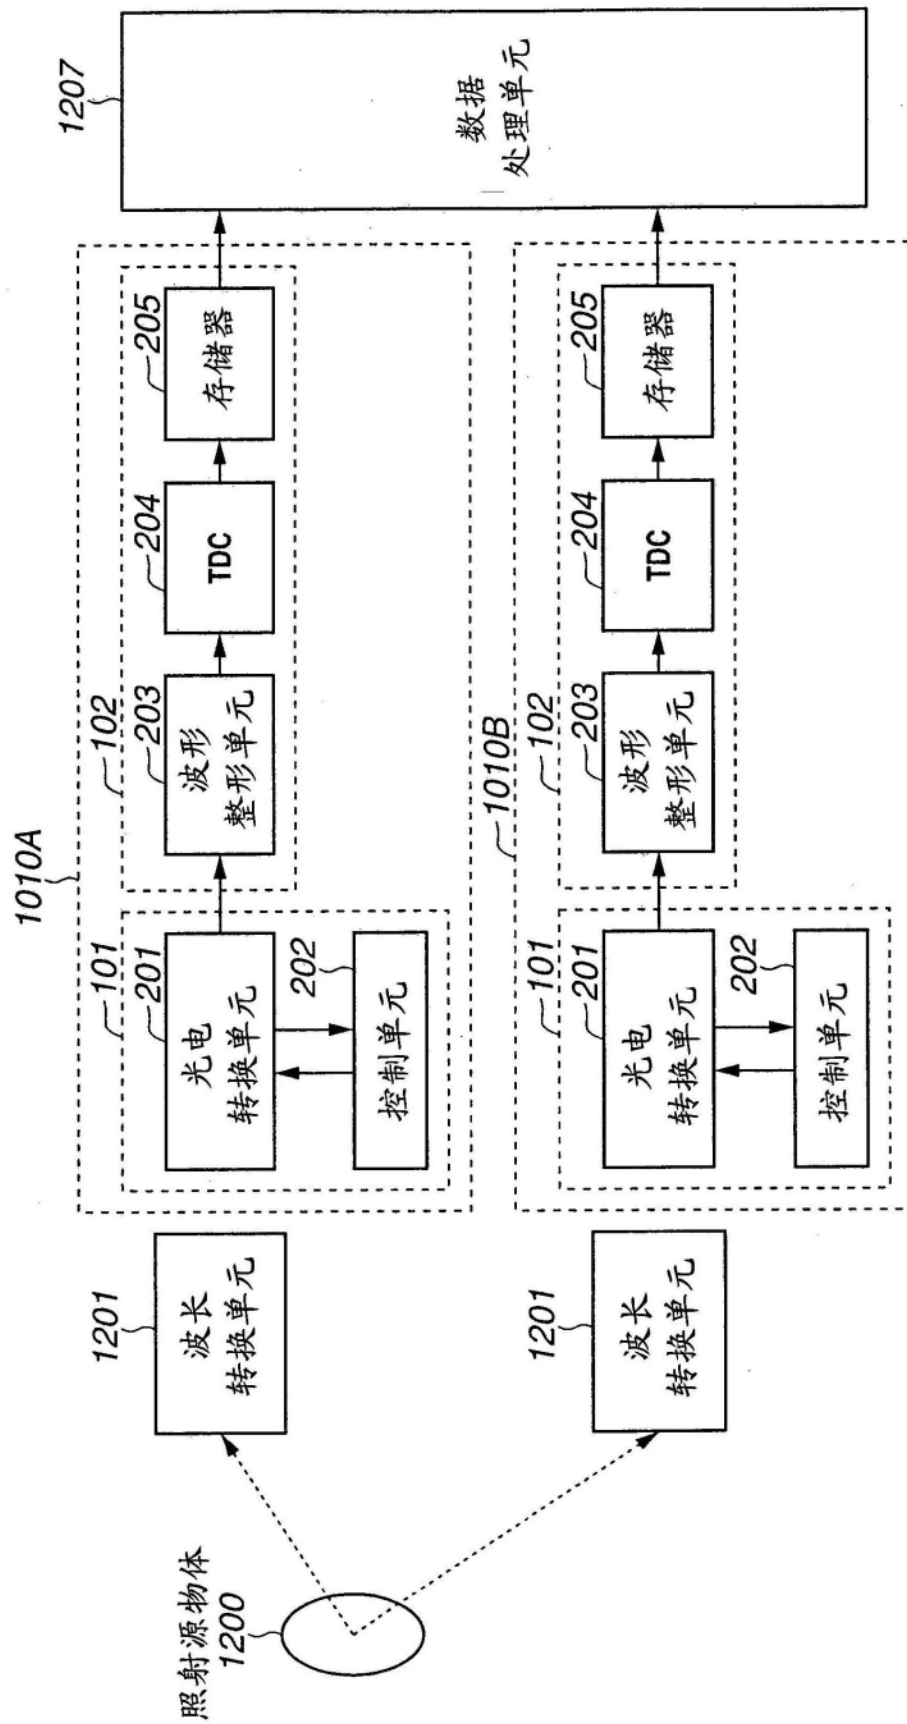 照射源物体
1200
1201
波长
转换单元
1010A
101
201
光电
转换单元
202
控制单元
102
203
波形
整形单元
204
TDC
205
存储器
1207
数据
处理单元
1201
波长
转换单元
1010B
101
201
光电
转换单元
202
控制单元
102
203
波形
整形单元
204
TDC
205
存储器